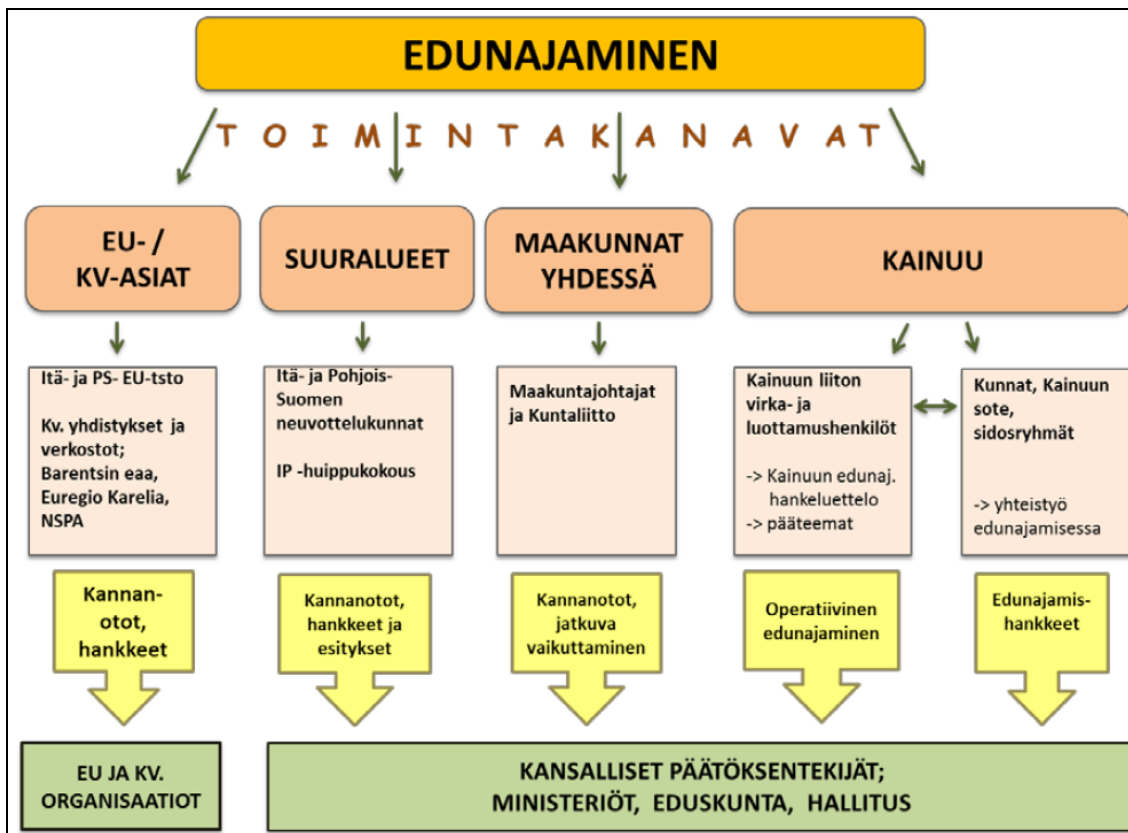 EDUNAJAMINEN
TOIMINTAKANAVAT
EU- /
KV-ASIAT
SUURALUEET
MAAKUNNAT
YHDESSÄ
KAINUU
Itä- ja PS- EU-tsto
Kv. yhdistykset ja
verkostot;
Barentsin eaa,
Euregio Karelia,
NSPA
Itä- ja Pohjois-
Suomen
neuvottelukunnat
IP -huippukokous
Maakuntajohtajat
ja Kuntaliitto
Kainuun liiton
virka- ja
luottamushenkilöt
-> Kainuun edunaj.
hankeluettelo
-> pääteemat
Kunnat, Kainuun
sote,
sidosryhmät
-> yhteistyö
edunajamisessa
Kannan-
otot,
hankkeet
Kannanotot,
hankkeet ja
esitykset
Kannanotot,
jatkuva
vaikuttaminen
Operatiivinen
edunajaminen
Edunajamis-
hankkeet
EU JA KV.
ORGANISAATIOT
KANSALLISET PÄÄTÖKSENTEKIJÄT;
MINISTERIÖT, EDUSKUNTA, HALLITUS